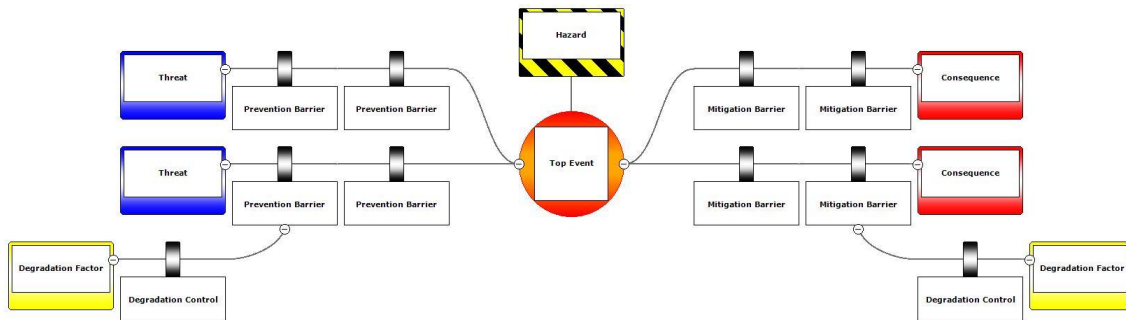 Hazard
Threat
Consequence
Prevention Barrier
Prevention Barrier
Mitigation Barrier
Mitigation Barrier
Top Event
Threat
Consequence
Prevention Barrier
Prevention Barrier
Mitigation Barrier
Mitigation Barrier
Degradation Factor
Degradation Factor
Degradation Control
Degradation Control